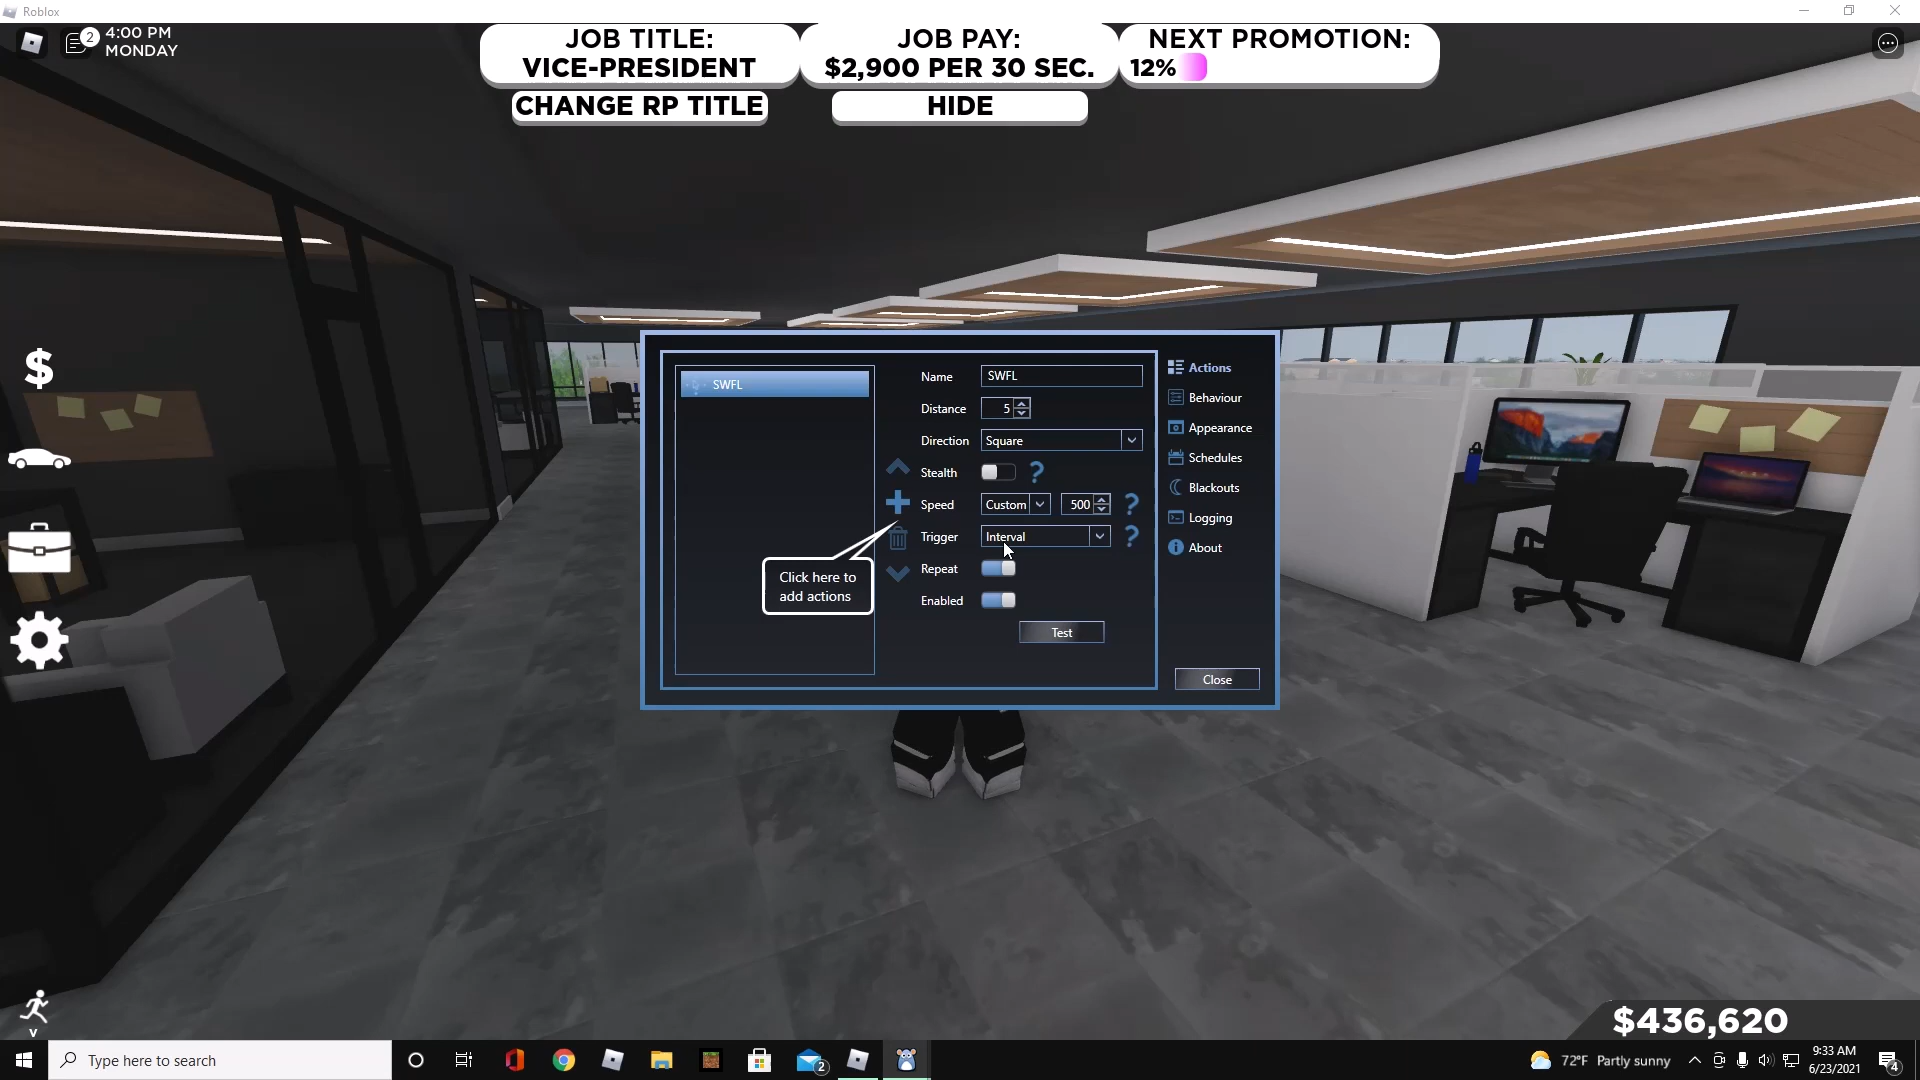 Roblox
2
4:00 PM
MONDAY
JOB TITLE:
VICE-PRESIDENT
JOB PAY:
$2,900 PER 30 SEC.
NEXT PROMOTION:
12%
CHANGE RP TITLE
HIDE
$
SWFL
Name
SWFL
Distance
5
Direction
Square
Stealth
?
Speed
Custom
500
?
Trigger
Interval
?
Repeat
Enabled
Test
Click here to
add actions
Actions
Behaviour
Appearance
Schedules
Blackouts
Logging
About
Close
V
$436,620
Type here to search
2
72°F Partly sunny
9:33 AM
6/23/2021
4